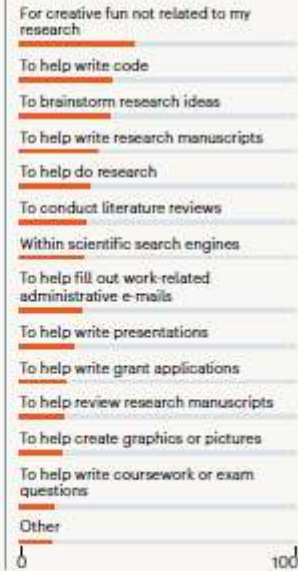 For creative fun not related to my
research
To help write code
To brainstorm research ideas
To help write research manuscripts
To help do research
To conduct literature reviews
Within scientific search engines
To help fill out work-related
administrative e-mails
To help write presentations
To help write grant applications
To help review research manuscripts
To help create graphics or pictures
To help write coursework or exam
questions
Other
0 100